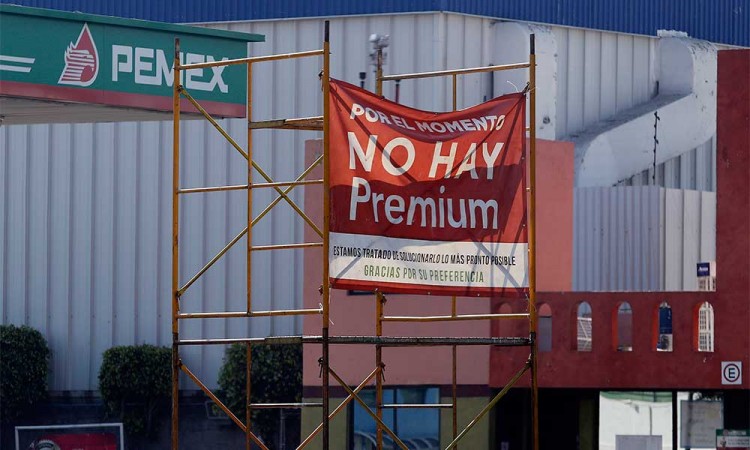 PEMEX
POR EL MOMENTO
NO HAY
Premium
ESTAMOS TRATADO DE SOLUCIONARLO LO MÁS PRONTO POSIBLE
GRACIAS POR SU PREFERENCIA
E